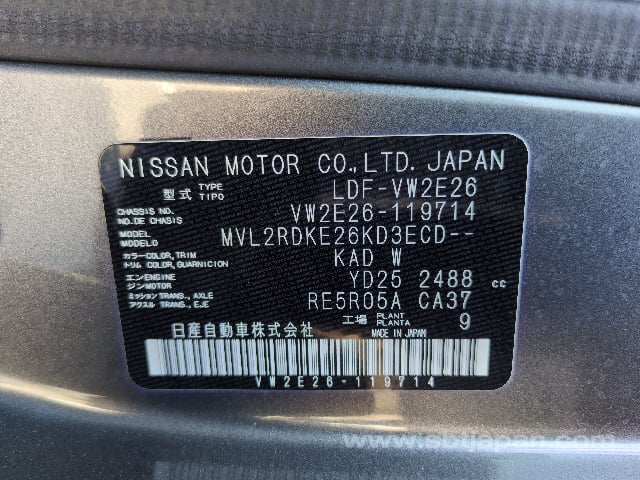 NISSAN MOTOR CO.,LTD. JAPAN
型式 TYPE TIPO LDF-VW2E26
CHASSIS NO. NO. DE CHASIS VW2E26-119714
MODEL MODELO MVL2RDKE26KD3ECD--
カラー COLOR, TRIM トリム COLOR, GUARNICION KAD W
エンジン ENGINE MOTOR YD25 2488 cc
ミッション TRANS., AXLE アクスル TRANS., EJE RE5R05A CA37
工場 PLANT PLANTA 9
日産自動車株式会社 MADE IN JAPAN
VW2E26-119714
www.sbtjapan.com